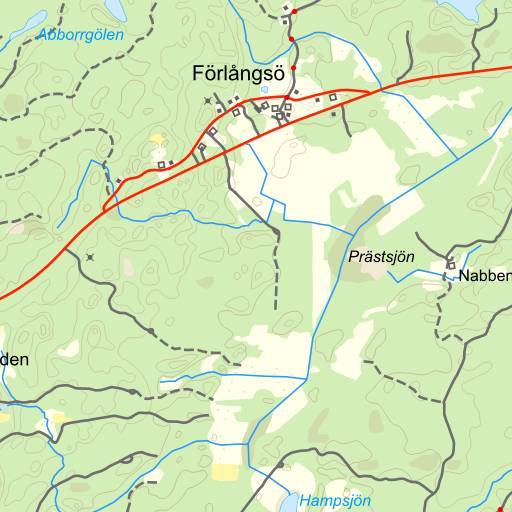 Abborrgölen
Förlångsö
Prästsjön
Nabben
den
Hampsjön